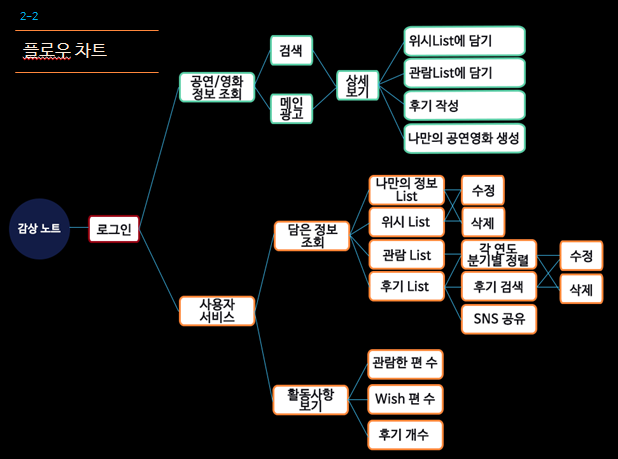 2-2
플로우 차트
감상 노트
로그인
공연/영화
정보 조회
검색
메인
광고
상세
보기
위시List에 담기
관람List에 담기
후기 작성
나만의 공연영화 생성
사용자
서비스
담은 정보
조회
나만의 정보
List
위시 List
관람 List
후기 List
수정
삭제
각 연도
분기별 정렬
후기 검색
SNS 공유
수정
삭제
활동사항
보기
관람한 편 수
Wish 편 수
후기 개수